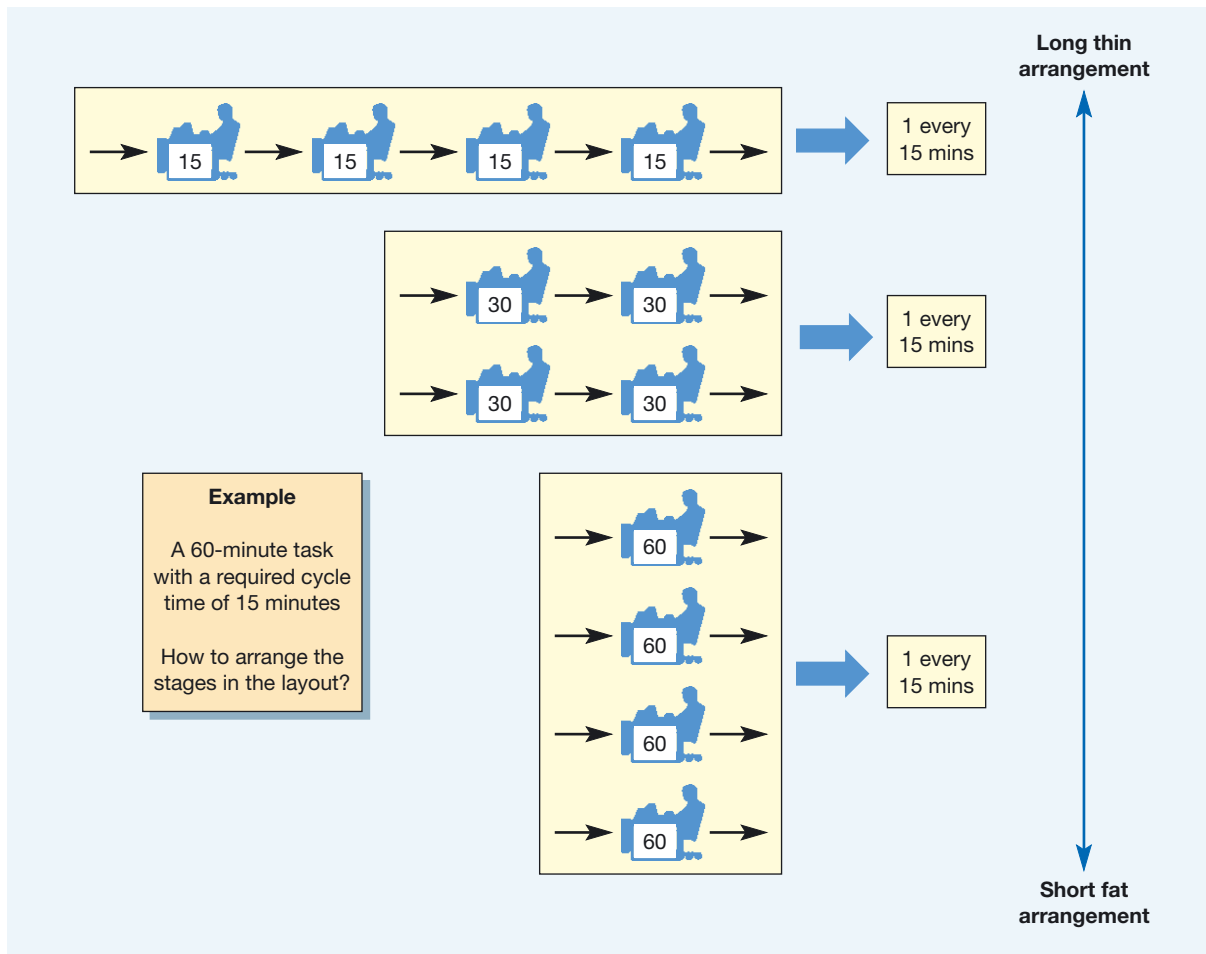 Long thin
arrangement
15
15
15
15
1 every
15 mins
30
30
30
30
1 every
15 mins
Example
A 60-minute task
with a required cycle
time of 15 minutes
How to arrange the
stages in the layout?
60
60
60
60
1 every
15 mins
Short fat
arrangement